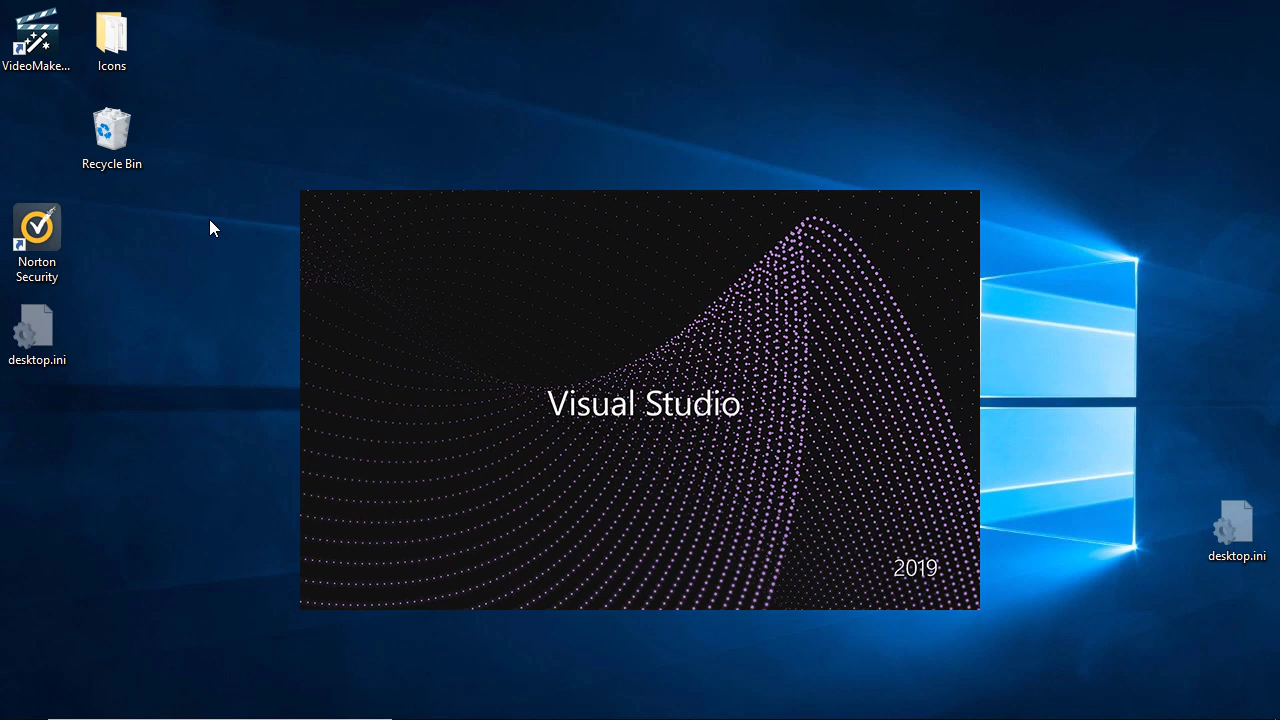 VideoMake...
Icons
Recycle Bin
Norton
Security
desktop.ini
Visual Studio
2019
desktop.ini